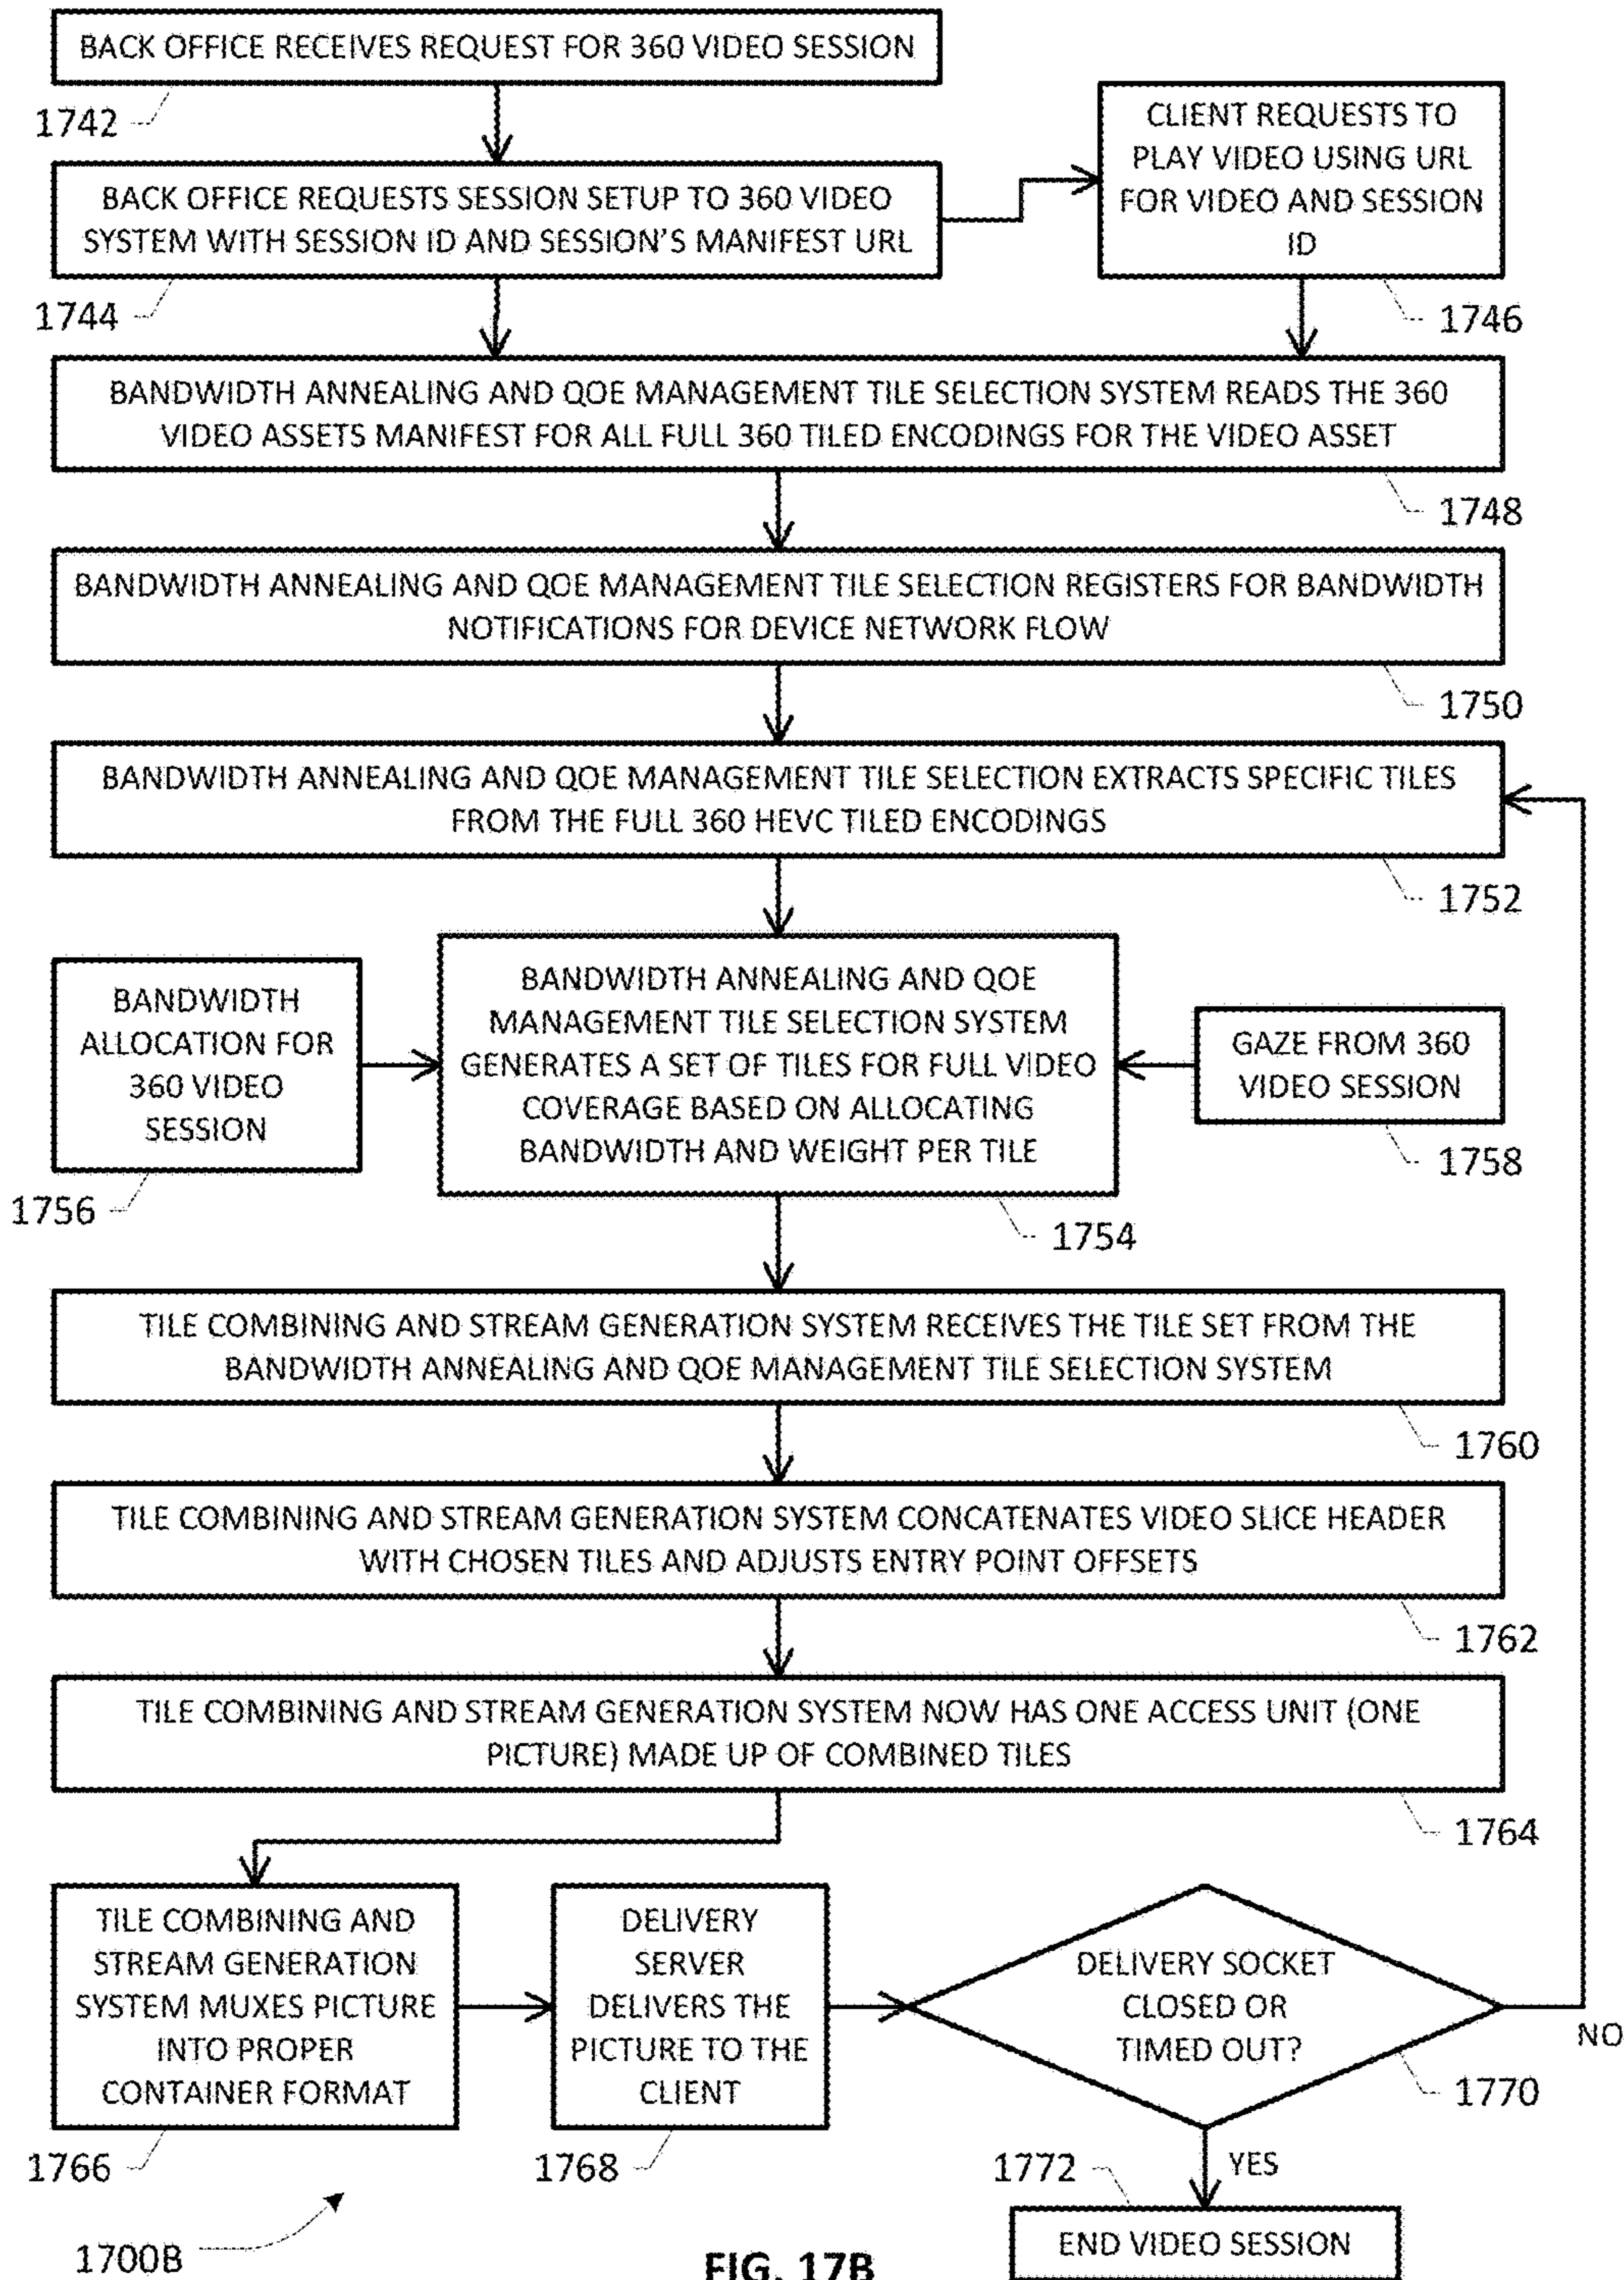 BACK OFFICE RECEIVES REQUEST FOR 360 VIDEO SESSION
1742
BACK OFFICE REQUESTS SESSION SETUP TO 360 VIDEO
SYSTEM WITH SESSION ID AND SESSION'S MANIFEST URL
1744
CLIENT REQUESTS TO
PLAY VIDEO USING URL
FOR VIDEO AND SESSION
ID
1746
BANDWIDTH ANNEALING AND QOE MANAGEMENT TILE SELECTION SYSTEM READS THE 360
VIDEO ASSETS MANIFEST FOR ALL FULL 360 TILED ENCODINGS FOR THE VIDEO ASSET
1748
BANDWIDTH ANNEALING AND QOE MANAGEMENT TILE SELECTION REGISTERS FOR BANDWIDTH
NOTIFICATIONS FOR DEVICE NETWORK FLOW
1750
BANDWIDTH ANNEALING AND QOE MANAGEMENT TILE SELECTION EXTRACTS SPECIFIC TILES
FROM THE FULL 360 HEVC TILED ENCODINGS
1752
BANDWIDTH
ALLOCATION FOR
360 VIDEO
SESSION
1756
BANDWIDTH ANNEALING AND QOE
MANAGEMENT TILE SELECTION SYSTEM
GENERATES A SET OF TILES FOR FULL VIDEO
COVERAGE BASED ON ALLOCATING
BANDWIDTH AND WEIGHT PER TILE
1754
GAZE FROM 360
VIDEO SESSION
1758
TILE COMBINING AND STREAM GENERATION SYSTEM RECEIVES THE TILE SET FROM THE
BANDWIDTH ANNEALING AND QOE MANAGEMENT TILE SELECTION SYSTEM
1760
TILE COMBINING AND STREAM GENERATION SYSTEM CONCATENATES VIDEO SLICE HEADER
WITH CHOSEN TILES AND ADJUSTS ENTRY POINT OFFSETS
1762
TILE COMBINING AND STREAM GENERATION SYSTEM NOW HAS ONE ACCESS UNIT (ONE
PICTURE) MADE UP OF COMBINED TILES
1764
TILE COMBINING AND
STREAM GENERATION
SYSTEM MUXES PICTURE
INTO PROPER
CONTAINER FORMAT
1766
DELIVERY
SERVER
DELIVERS THE
PICTURE TO THE
CLIENT
1768
DELIVERY SOCKET
CLOSED OR
TIMED OUT?
1770
NO
YES
1772
END VIDEO SESSION
1700B
FIG. 17B